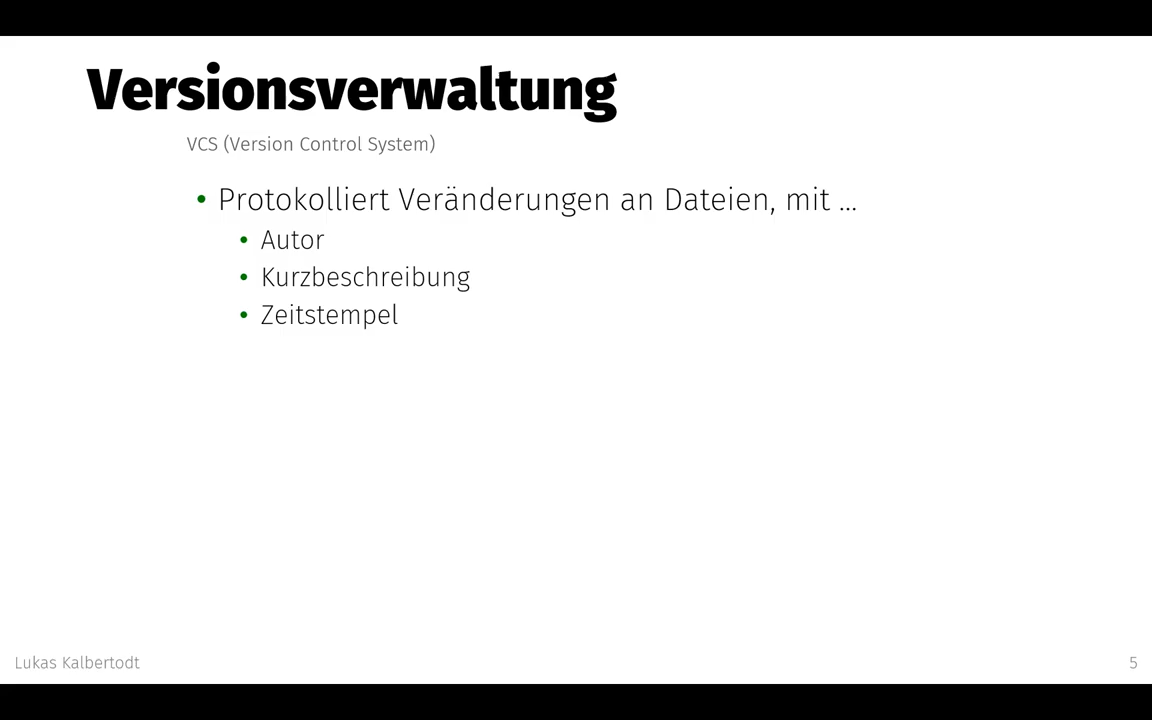 Versionsverwaltung
VCS (Version Control System)
• Protokolliert Veränderungen an Dateien, mit ...
• Autor
• Kurzbeschreibung
• Zeitstempel
Lukas Kalbertodt
5